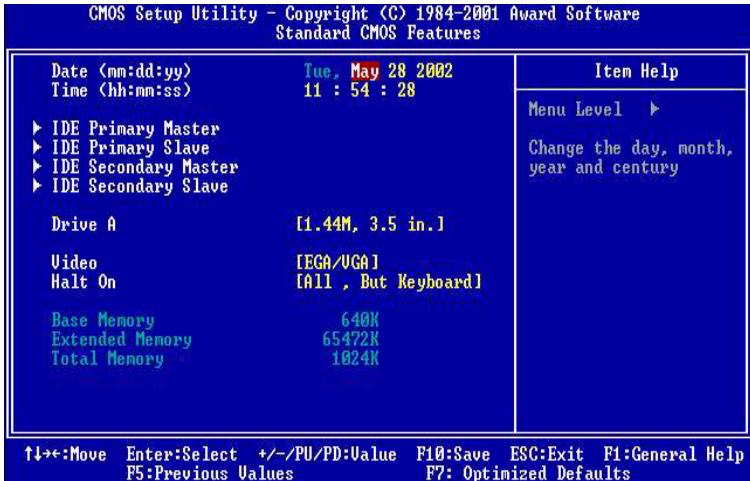 CMOS Setup Utility - Copyright (C) 1984-2001 Award Software
Standard CMOS Features
Date (mm:dd:yy) Tue, May 28 2002
Time (hh:mm:ss) 11 : 54 : 28
▶ IDE Primary Master
▶ IDE Primary Slave
▶ IDE Secondary Master
▶ IDE Secondary Slave
Drive A [1.44M, 3.5 in.]
Video [EGA/VGA]
Halt On [All , But Keyboard]
Base Memory 640K
Extended Memory 65472K
Total Memory 1024K
Item Help
Menu Level ▶
Change the day, month,
year and century
↑↓→←:Move Enter:Select +/-/PU/PD:Value F10:Save ESC:Exit F1:General Help
F5:Previous Values F7: Optimized Defaults